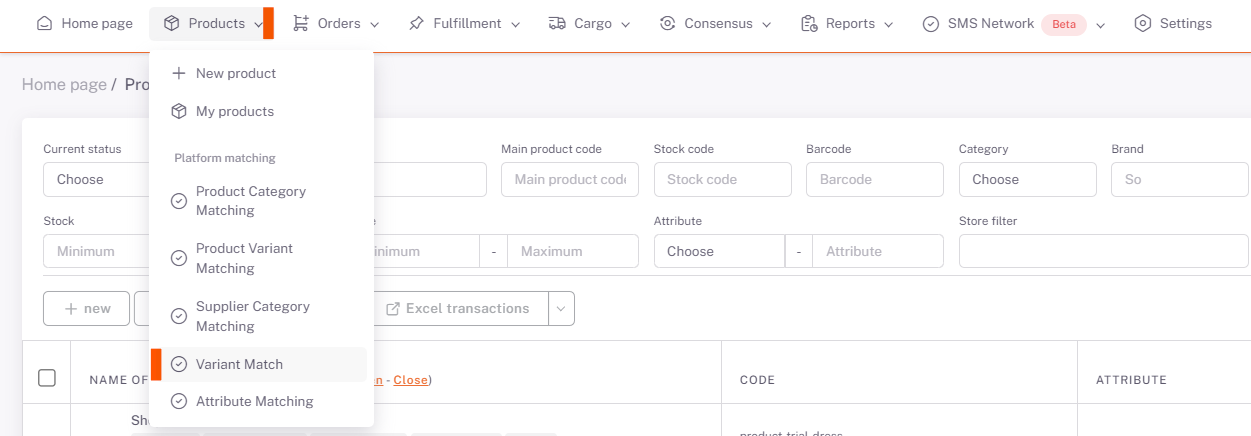 Home page Products Orders Fulfillment Cargo Consensus Reports SMS Network Beta Settings
New product
Home page / Pro
My products
Platform matching
Current status Main product code Stock code Barcode Category Brand
Choose Main product code Stock code Barcode Choose So
Product Category
Matching
Stock Attribute Store filter
Product Variant
Matching
Minimum inimum - Maximum Choose - Attribute
Supplier Category
Matching
+ new Excel transactions
Variant Match
NAME OF n - Close) CODE ATTRIBUTE
Attribute Matching
Sh
product-trial-dress